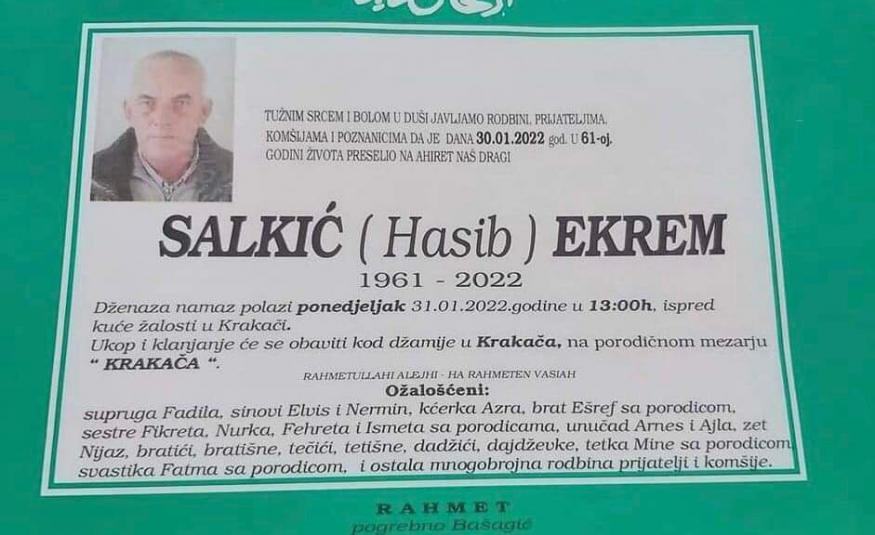 TUŽNIM SRCEM I BOLOM U DUŠI JAVLJAMO RODBINI, PRIJATELJIMA,
KOMŠIJAMA I POZNANICIMA DA JE DANA 30.01.2022 god. U 61-oj.
GODINI ŽIVOTA PRESELIO NA AHIRET NAŠ DRAGI
SALKIĆ ( Hasib ) EKREM
1961 - 2022
Dženaza namaz polazi ponedjeljak 31.01.2022.godine u 13:00h, ispred
kuće žalosti u Krakači.
Ukop i klanjanje će se obaviti kod džamije u Krakača, na porodičnom mezarju
“ KRAKAČA “.
RAHMETULLAHI ALEJHI - HA RAHMETEN VASIAH
Ožalošćeni:
supruga Fadila, sinovi Elvis i Nermin, kćerka Azra, brat Ešref sa porodicom,
sestre Fikreta, Nurka, Fehreta i Ismeta sa porodicama, unučad Arnes i Ajla, zet
Nijaz, bratići, bratišne, tečići, tetišne, dadžići, dajdževke, tetka Mine sa porodicom,
svastika Fatma sa porodicom, i ostala mnogobrojna rodbina prijatelji i komšije.
RAHMET
pogrebno Bašagić